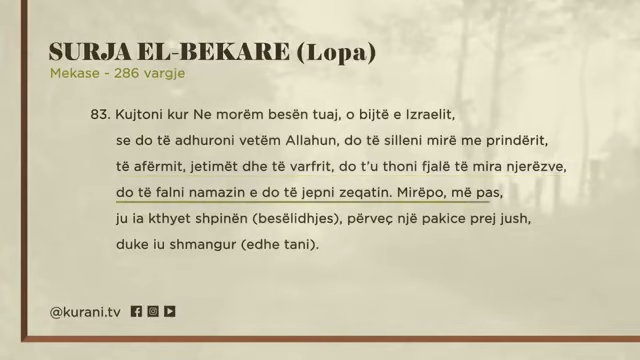 SURJA EL-BEKARE (Lopa)
Mekase - 286 vargje
83. Kujtoni kur Ne morëm besën tuaj, o bijtë e Izraelit,
se do të adhuroni vetëm Allahun, do të silleni mirë me prindërit,
të afërmit, jetimët dhe të varfrit, do t'u thoni fjalë të mira njerëzve,
do të falni namazin e do të jepni zeqatin. Mirëpo, më pas,
ju ia kthyet shpinën (besëlidhjes), përveç një pakice prej jush,
duke iu shmangur (edhe tani).
@kurani.tv